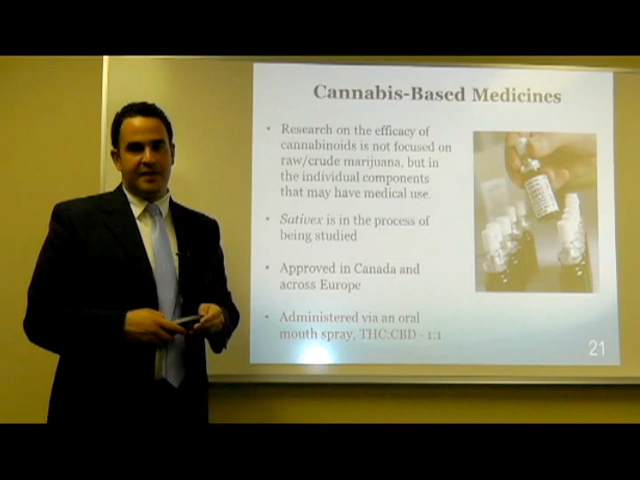 Cannabis-Based Medicines
• Research on the efficacy of
cannabinoids is not focused on
raw/crude marijuana, but in
the individual components
that may have medical use.
• Sativex is in the process of
being studied
• Approved in Canada and
across Europe
• Administered via an oral
mouth spray, THC:CBD - 1:1
21